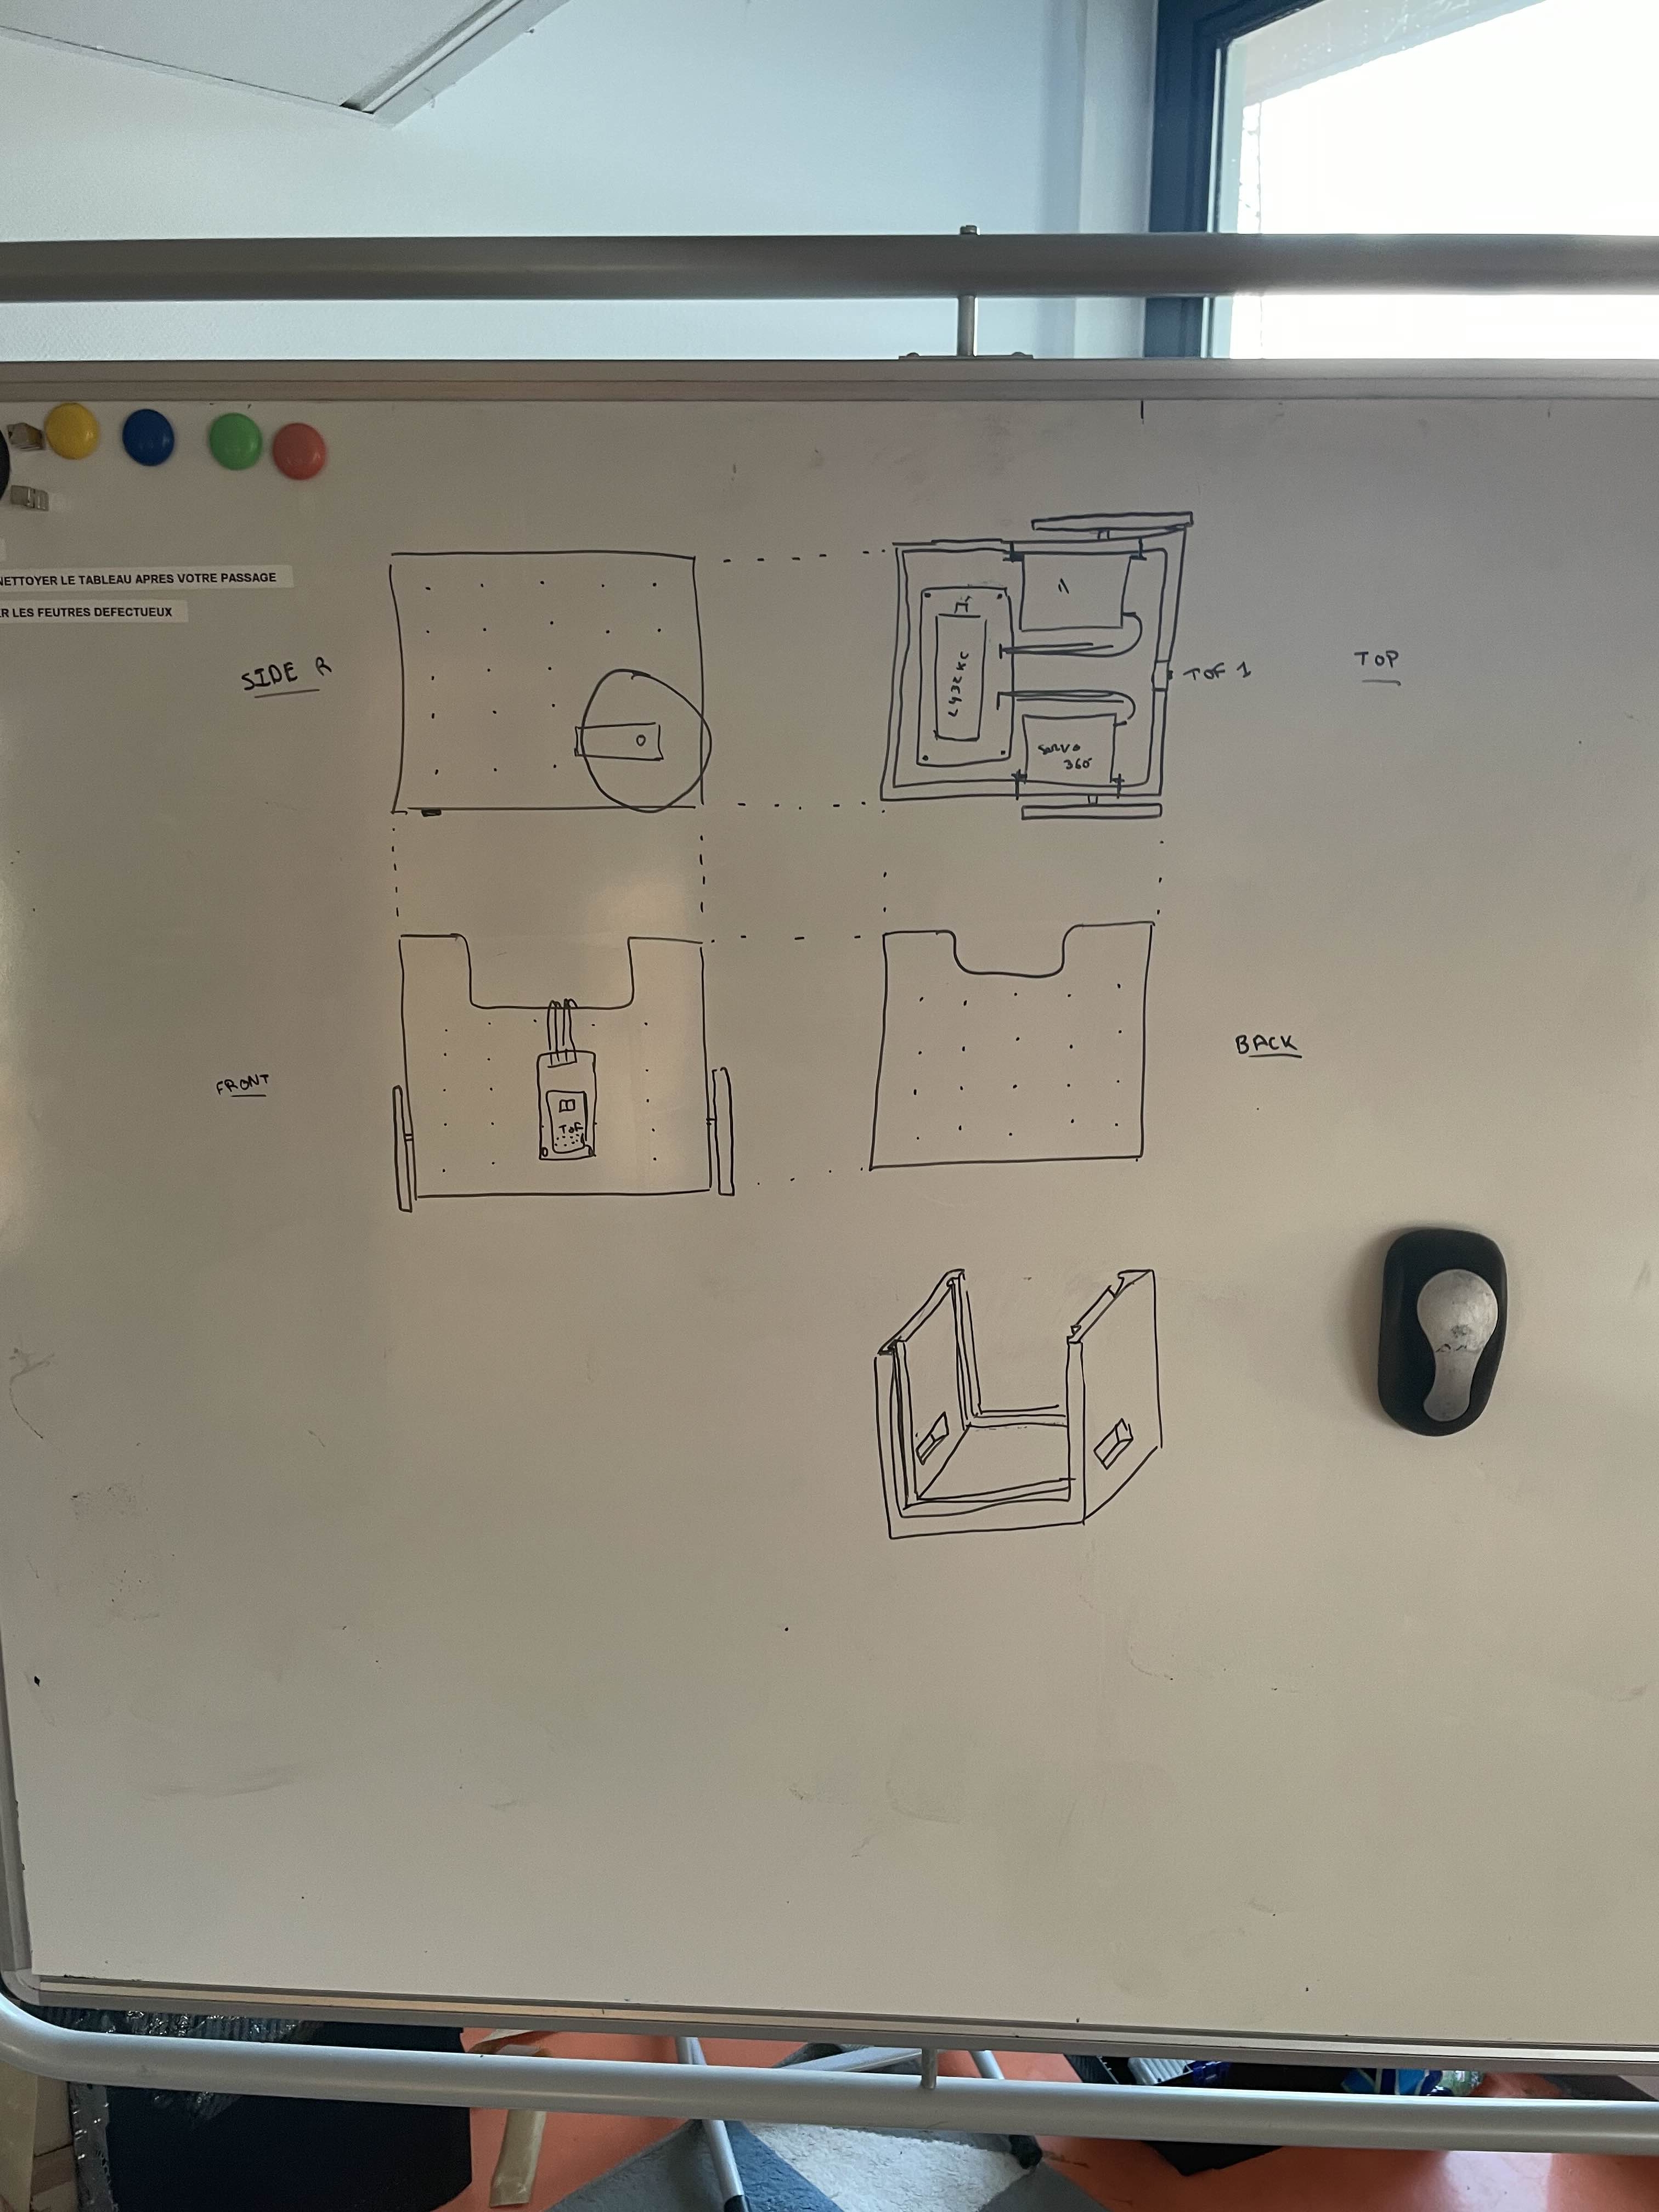 NETTOYER LE TABLEAU APRES VOTRE PASSAGE
R LES FEUTRES DEFECTUEUX
SIDE R
L432KC
SERVO
360°
TOF 1
TOP
FRONT
TOF
BACK